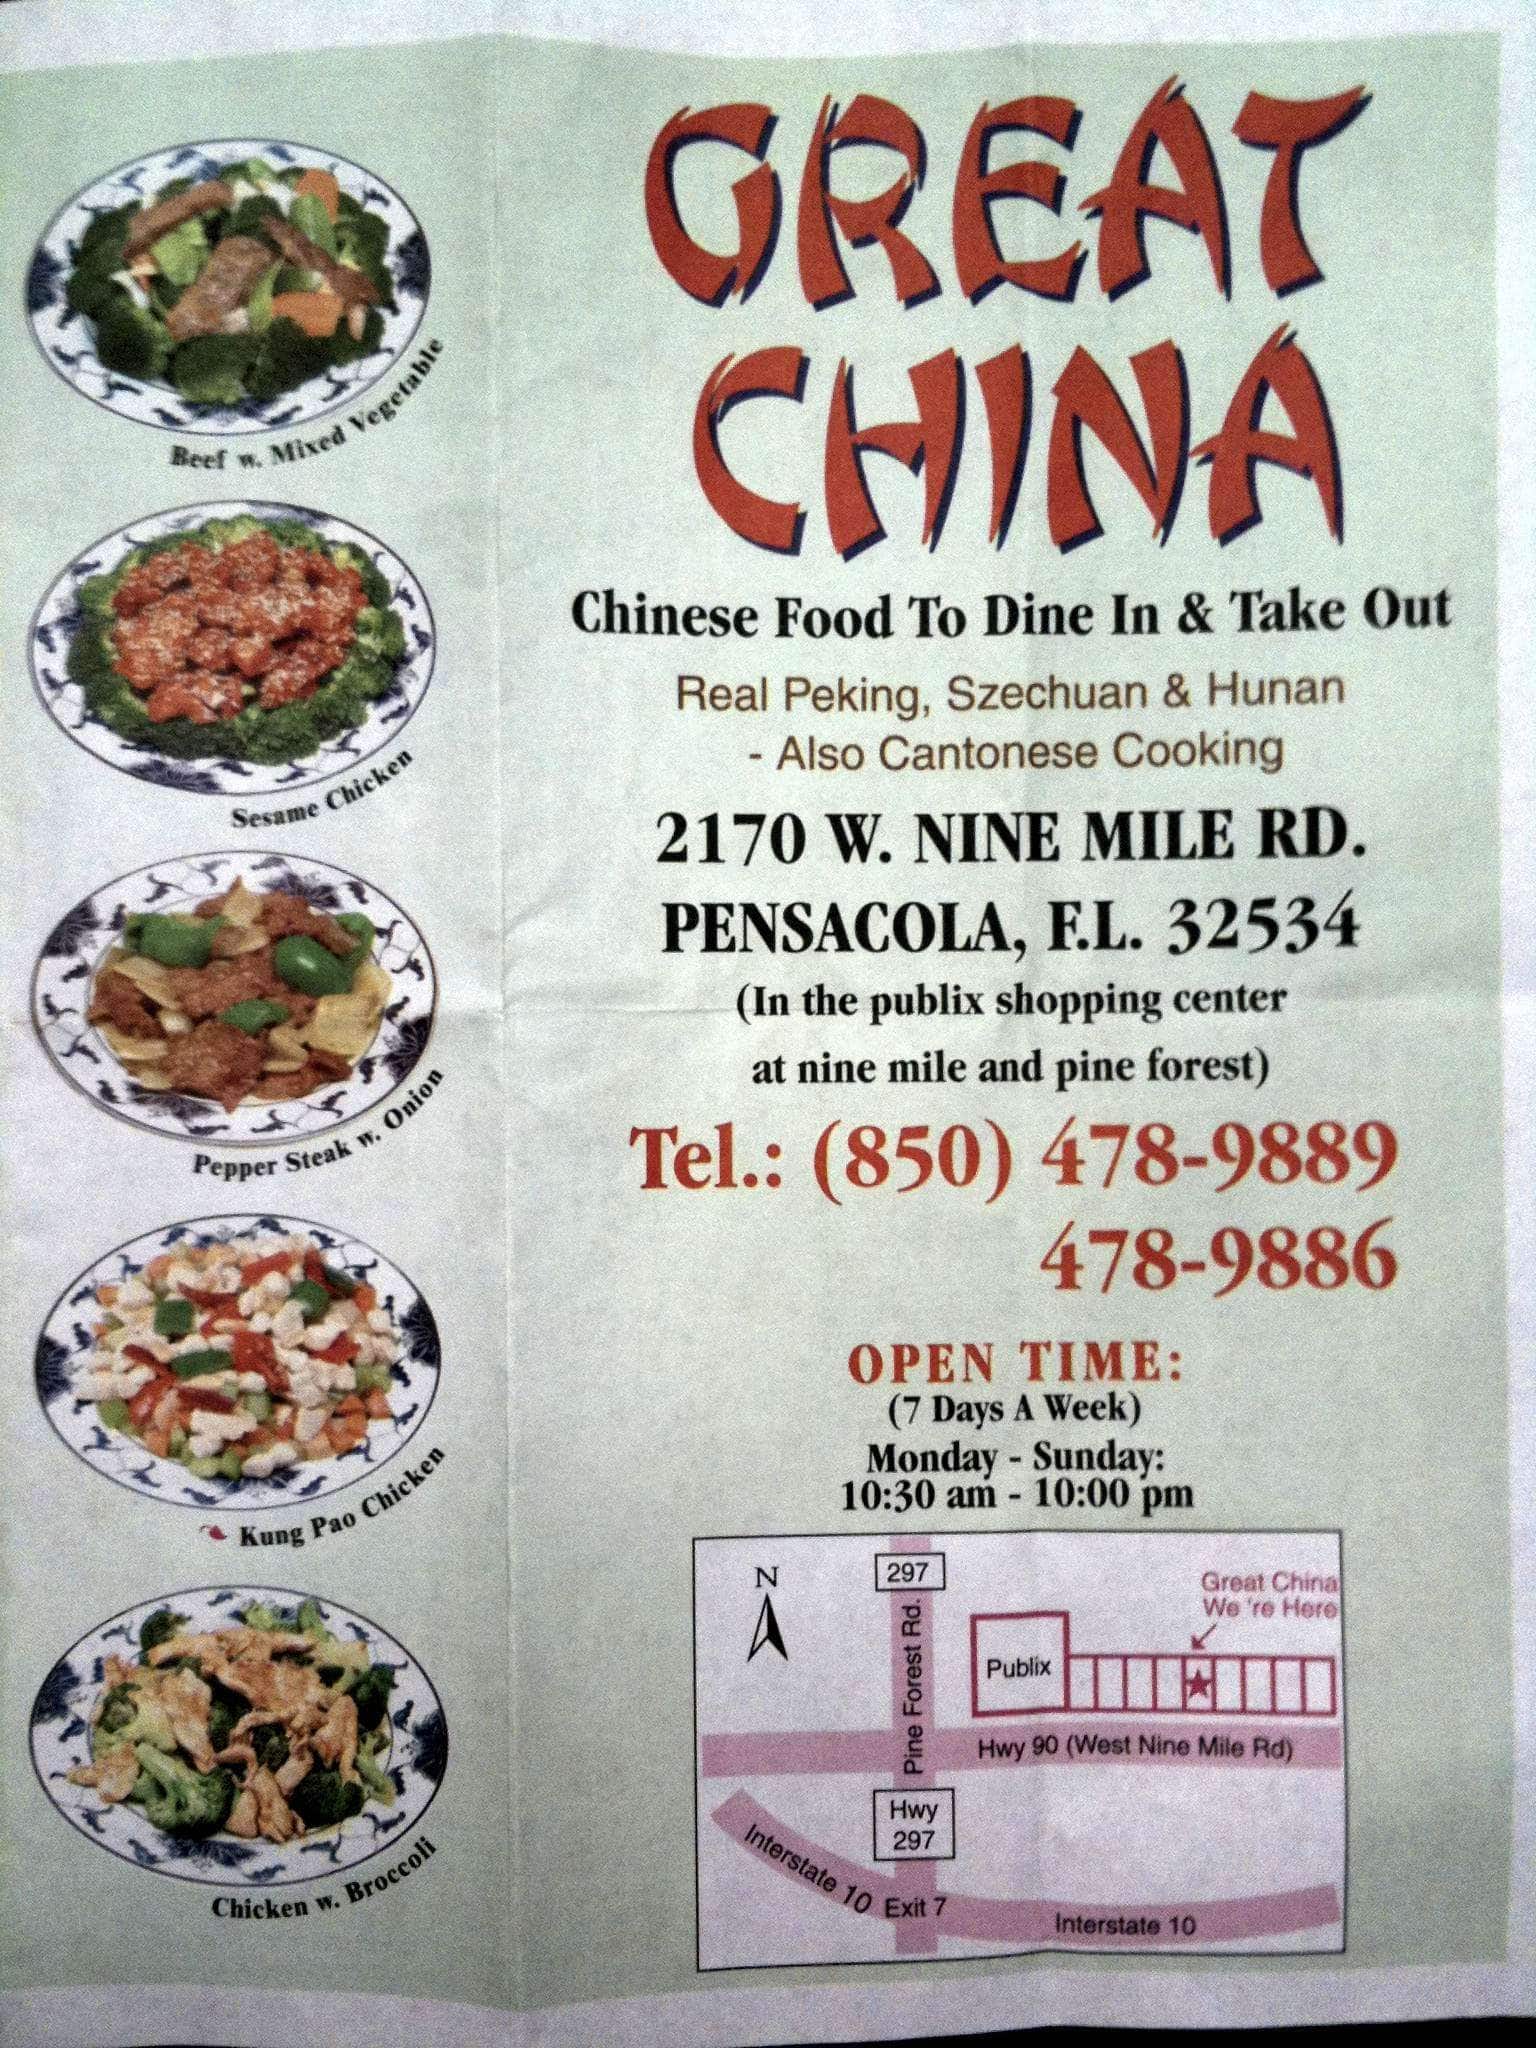 GREAT
CHINA
Chinese Food To Dine In & Take Out
Real Peking, Szechuan & Hunan
- Also Cantonese Cooking
2170 W. NINE MILE RD.
PENSACOLA, F.L. 32534
(In the publix shopping center
at nine mile and pine forest)
Tel.: (850) 478-9889
478-9886
OPEN TIME:
(7 Days A Week)
Monday - Sunday:
10:30 am - 10:00 pm
Beef w. Mixed Vegetable
Sesame Chicken
Pepper Steak w. Onion
Kung Pao Chicken
Chicken w. Broccoli
N
297
Pine Forest Rd.
Great China
We 're Here
Publix
Hwy 90 (West Nine Mile Rd)
Hwy
297
Interstate 10
Exit 7
Interstate 10